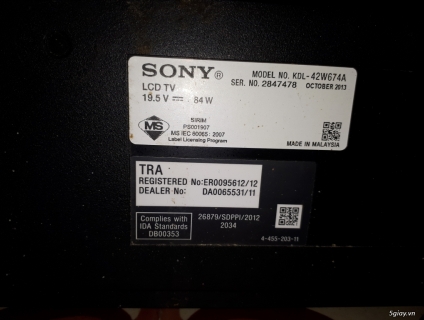 SONY®
MODEL NO. KDL-42W674A
LCD TV
SER. NO. 2847478 OCTOBER 2013
19.5 V ⎓ 84 W
MS
SIRIM
PS001907
MS IEC 60065 : 2007
Label Licensing Program
MADE IN MALAYSIA
TRA
REGISTERED No:ER0095612/12
DEALER No: DA0065531/11
Complies with
IDA Standards
DB00353
26879/SDPPI/2012
2034
4-455-203-11
5giay.vn